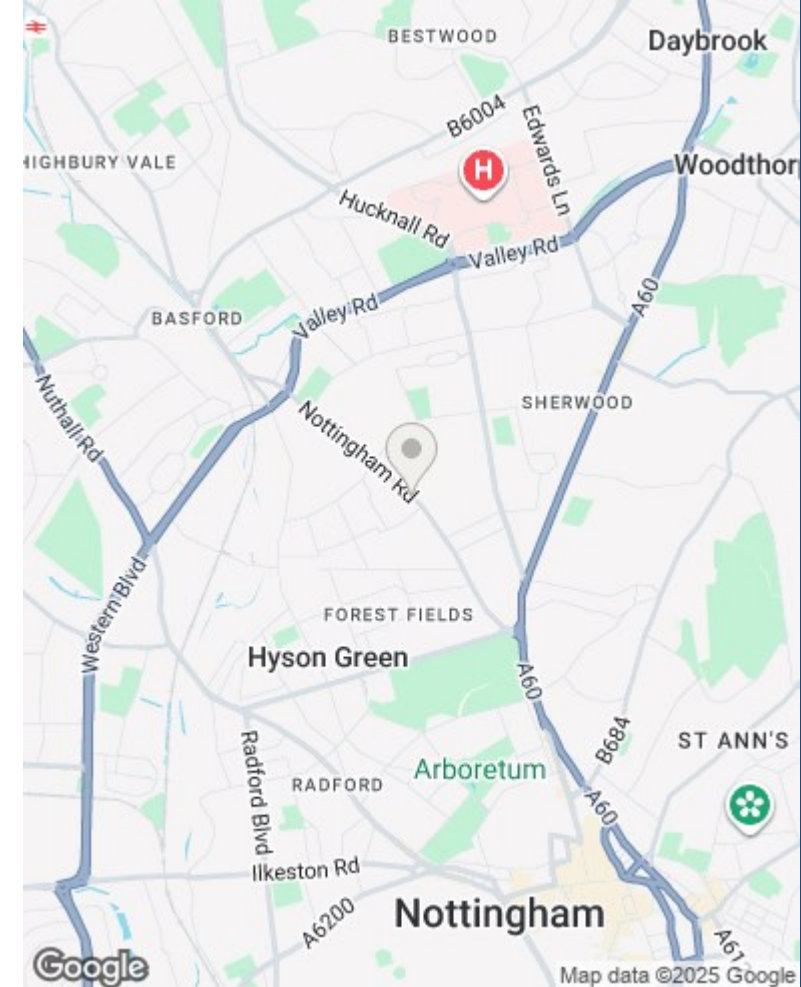 BESTWOOD
Daybrook
B6004
Edwards Ln
HIGHBURY VALE
H
Woodthor
Hucknall Rd
Valley Rd
A60
BASFORD
Valley Rd
Nuthall Rd
SHERWOOD
Nottingham Rd
Western Blvd
FOREST FIELDS
Hyson Green
A60
B684
ST ANN'S
Radford Blvd
Arboretum
RADFORD
A60
Ilkeston Rd
A6200
Nottingham
A61
Google
Map data ©2025 Google